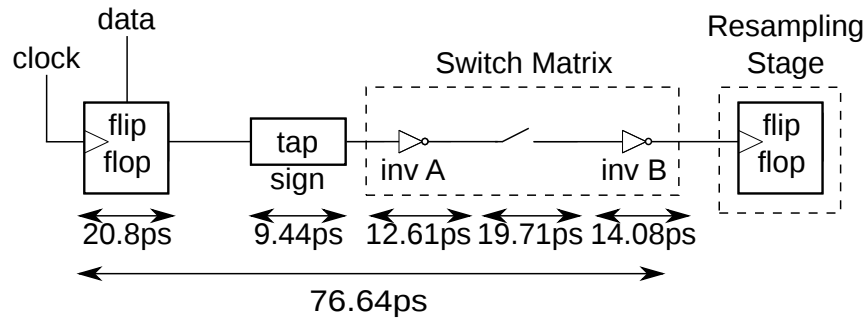 data
clock
Resampling
Stage
Switch Matrix
flip
flop
tap
sign
inv A
inv B
flip
flop
20.8ps
9.44ps
12.61ps
19.71ps
14.08ps
76.64ps